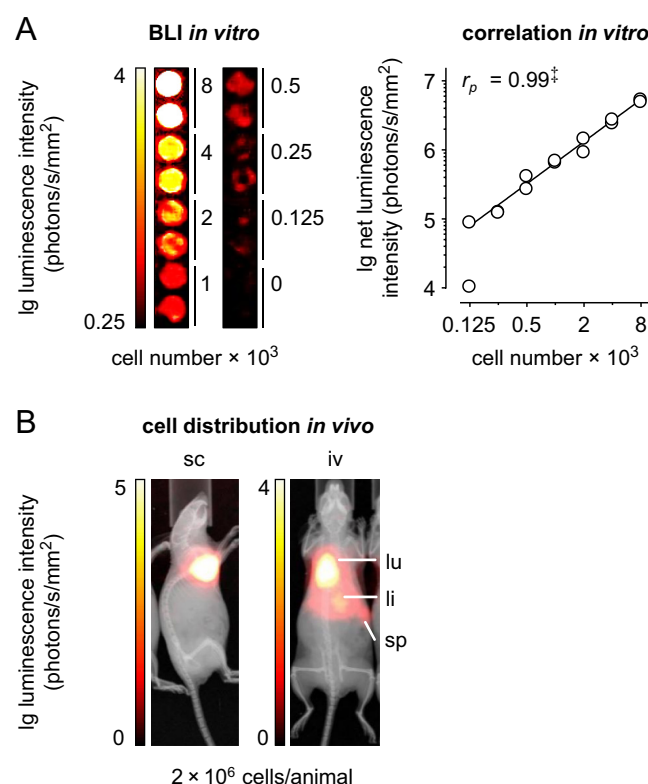 A
BLI in vitro
lg luminescence intensity
(photons/s/mm²)
4
0.25
8
4
2
1
0.5
0.25
0.125
0
cell number × 10³
correlation in vitro
rₚ = 0.99‡
lg net luminescence
intensity (photons/s/mm²)
7
6
5
4
0.125
0.5
2
8
cell number × 10³
B
cell distribution in vivo
sc
iv
lg luminescence intensity
(photons/s/mm²)
5
0
4
0
lu
li
sp
2 × 10⁶ cells/animal